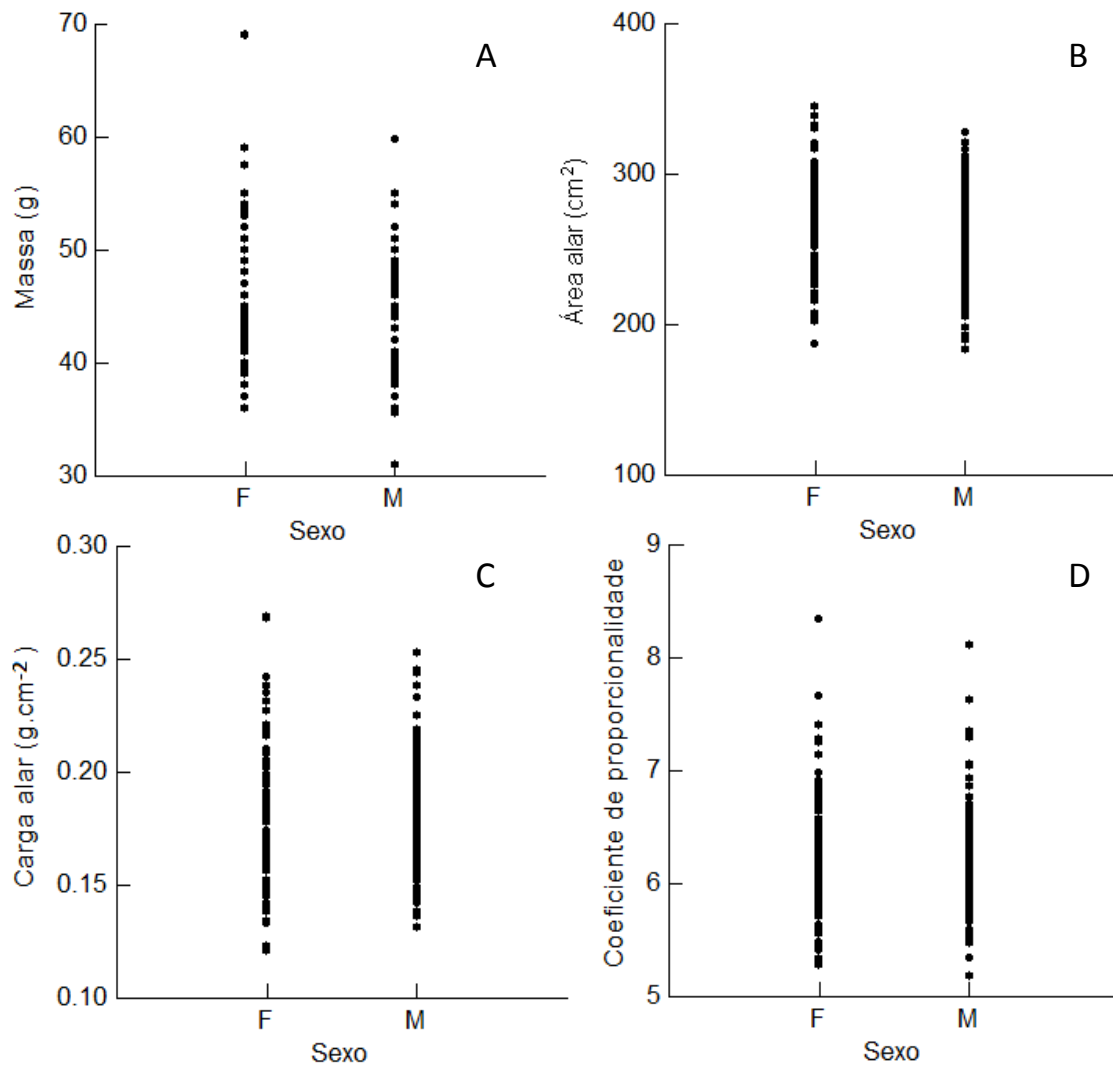 A
Massa (g)
70
60
50
40
30
F M
Sexo
B
Área alar (cm²)
400
300
200
100
F M
Sexo
C
Carga alar (g.cm-²)
0.30
0.25
0.20
0.15
0.10
F M
Sexo
D
Coeficiente de proporcionalidade
9
8
7
6
5
F M
Sexo